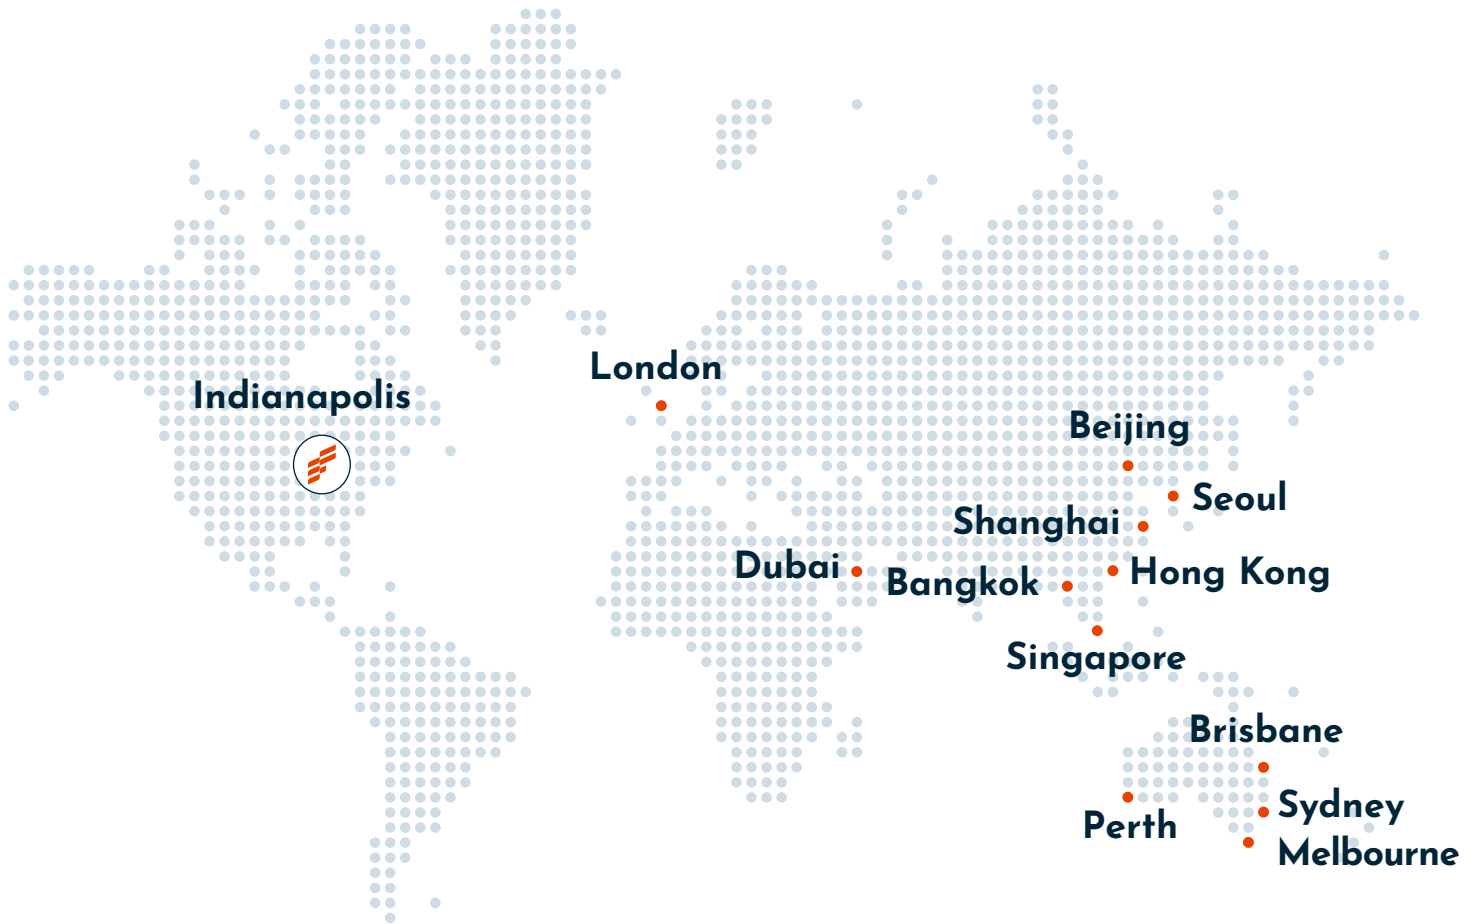 London
Indianapolis
Beijing
Seoul
Shanghai
Dubai
Bangkok
Hong Kong
Singapore
Brisbane
Sydney
Perth
Melbourne